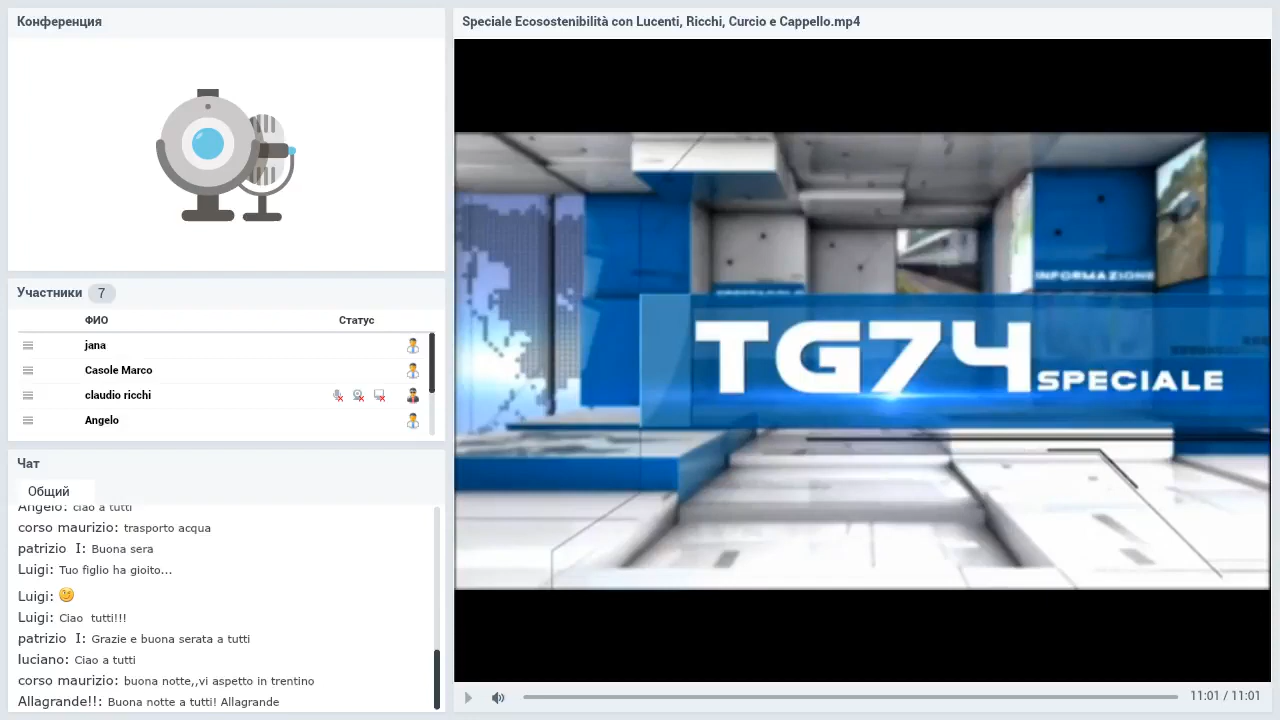 Конференция
Участники 7
ФИО Статус
jana
Casole Marco
claudio ricchi
Angelo
Чат
Общий
Angelo: ciao a tutti
corso maurizio: trasporto acqua
patrizio I: Buona sera
Luigi: Tuo figlio ha gioito...
Luigi:
Luigi: Ciao tutti!!!
patrizio I: Grazie e buona serata a tutti
luciano: Ciao a tutti
corso maurizio: buona notte,,vi aspetto in trentino
Allagrande!!: Buona notte a tutti! Allagrande
Speciale Ecosostenibilità con Lucenti, Ricchi, Curcio e Cappello.mp4
INFORMAZIONE
TG74 SPECIALE
11:01 / 11:01